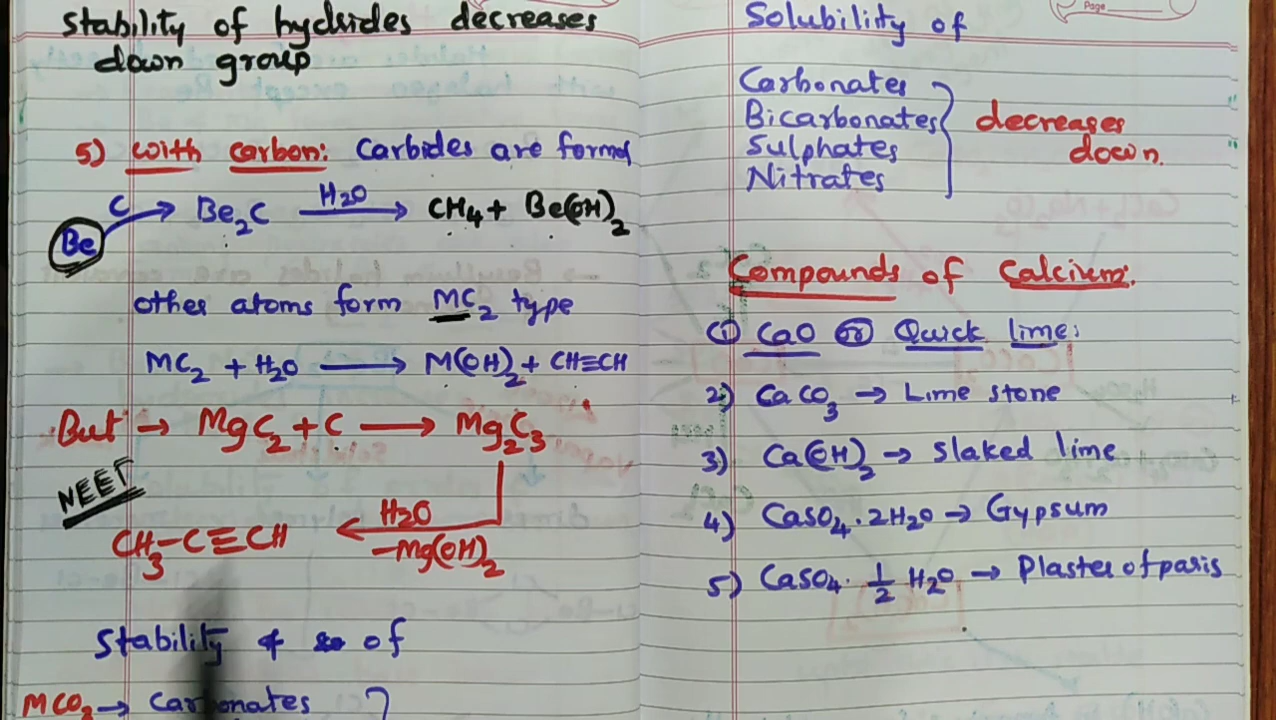 Stability of hydrides decreases
down group
5) with carbon: Carbides are formed
Be C→ Be₂C H₂O→ CH₄ + Be(OH)₂
other atoms form MC₂ type
MC₂ + H₂O → M(OH)₂ + CH≡CH
But → MgC₂ + C → Mg₂C₃
NEET
H₂O
CH₃-C≡CH ←
-Mg(OH)₂
Stability & so of
MCO₂ → Carbonates }
Page
Solubility of
Carbonates
Bicarbonates } decreases
Sulphates down.
Nitrates
Compounds of Calcium:
(1) CaO or Quick lime:
2) CaCO₃ → Lime stone
3) Ca(OH)₂ → Slaked lime
4) CaSO₄·2H₂O → Gypsum
5) CaSO₄· 1/2 H₂O → Plaster of paris